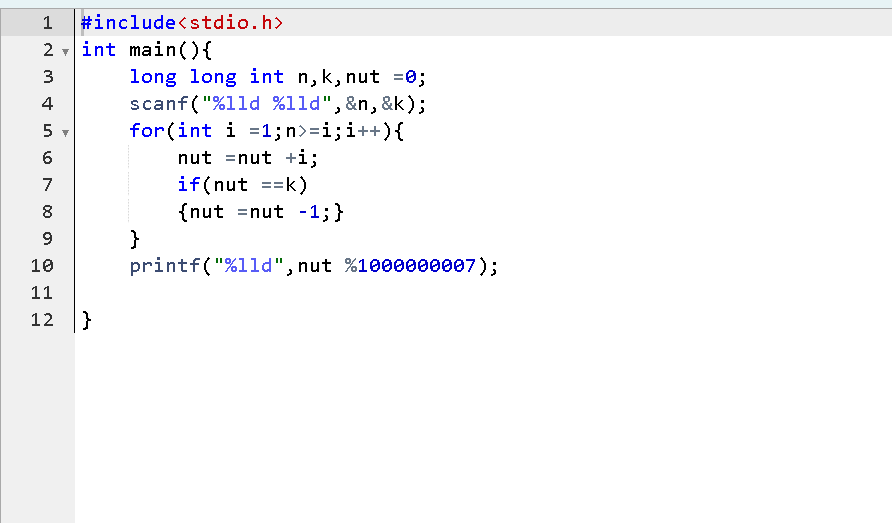 1 #include<stdio.h>
2 int main(){
3     long long int n,k,nut =0;
4     scanf("%lld %lld",&n,&k);
5     for(int i =1;n>=i;i++){
6         nut =nut +i;
7         if(nut ==k)
8         {nut =nut -1;}
9     }
10     printf("%lld",nut %1000000007);
11
12 }